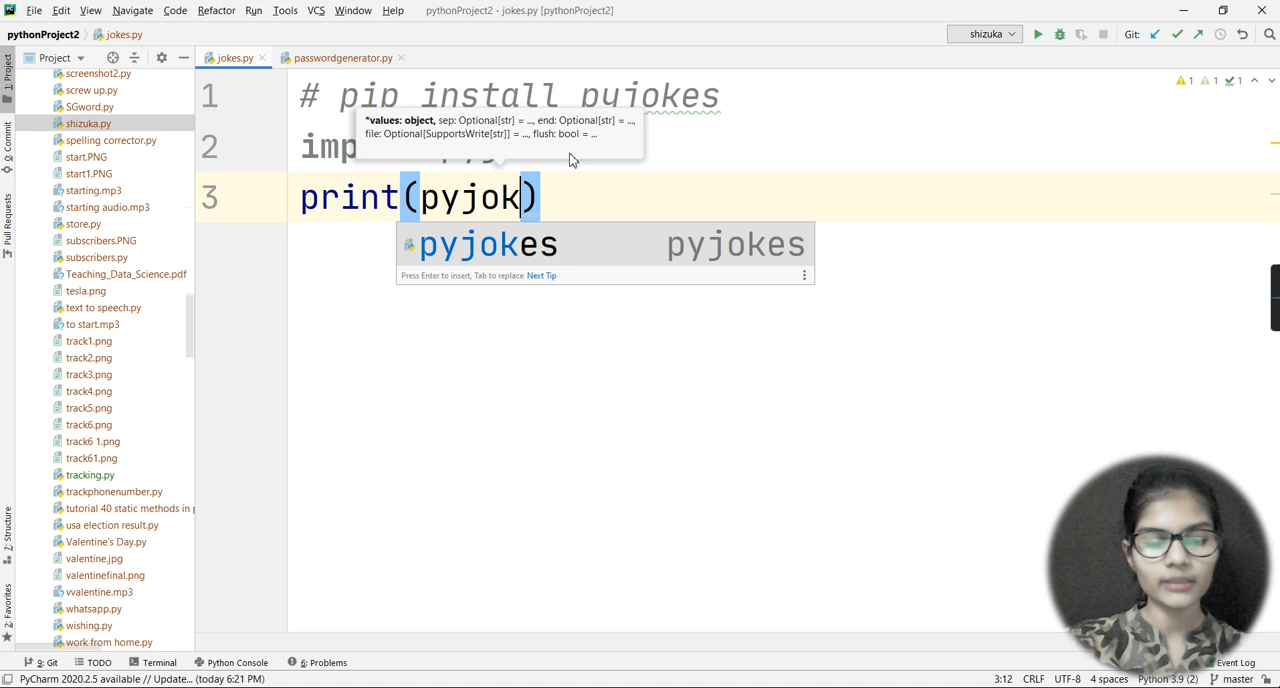 File Edit View Navigate Code Refactor Run Tools VCS Window Help pythonProject2 - jokes.py [pythonProject2]
pythonProject2 jokes.py shizuka Git:
Project jokes.py passwordgenerator.py
1: Project
Commit
Pull Requests
Z: Structure
2: Favorites
screenshot2.py
screw up.py
SGword.py
shizuka.py
spelling corrector.py
start.PNG
start1.PNG
starting.mp3
starting audio.mp3
store.py
subscribers.PNG
subscribers.py
Teaching_Data_Science.pdf
tesla.png
text to speech.py
to start.mp3
track1.png
track2.png
track3.png
track4.png
track5.png
track6.png
track6 1.png
track61.png
tracking.py
trackphonenumber.py
tutorial 40 static methods in
usa election result.py
Valentine's Day.py
valentine.jpg
valentinefinal.png
vvalentine.mp3
whatsapp.py
wishing.py
work from home.py
1 1 1
1 # pip install pyjokes
*values: object, sep: Optional[str] = ..., end: Optional[str] = ...,
file: Optional[SupportsWrite[str]] = ..., flush: bool = ...
2 imp
3 print(pyjok)
pyjokes pyjokes
Press Enter to insert, Tab to replace Next Tip
9: Git TODO Terminal Python Console 6: Problems Event Log
PyCharm 2020.2.5 available // Update... (today 6:21 PM) 3:12 CRLF UTF-8 4 spaces Python 3.9 (2) master